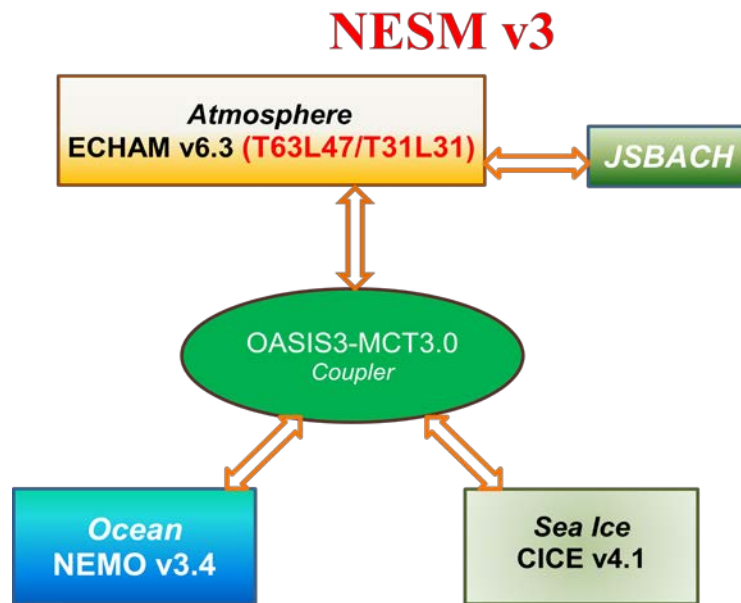 NESM v3
Atmosphere
ECHAM v6.3 (T63L47/T31L31)
JSBACH
OASIS3-MCT3.0
Coupler
Ocean
NEMO v3.4
Sea Ice
CICE v4.1